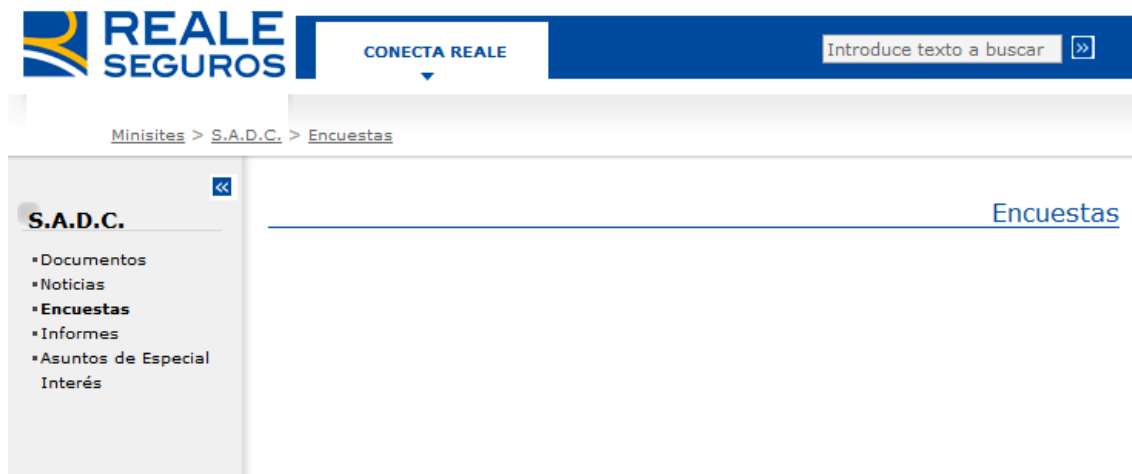 REALE
SEGUROS
CONECTA REALE
Introduce texto a buscar
Minisites > S.A.D.C. > Encuestas
S.A.D.C.
Documentos
Noticias
Encuestas
Informes
Asuntos de Especial
Interés
Encuestas